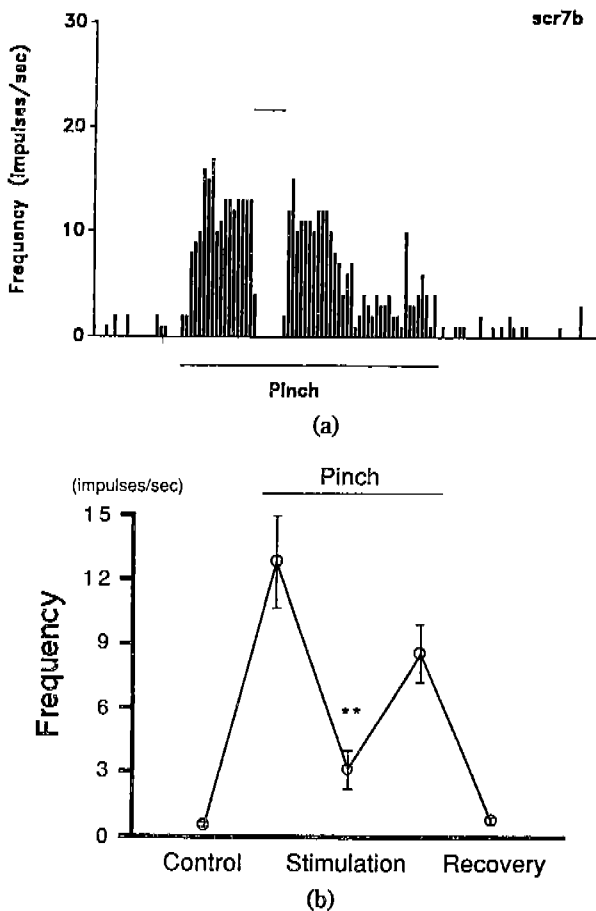 scr7b
30
20
10
0
Frequency (impulses/sec)
Pinch
(a)
Pinch
(impulses/sec)
15
12
9
6
3
0
Frequency
**
Control Stimulation Recovery
(b)